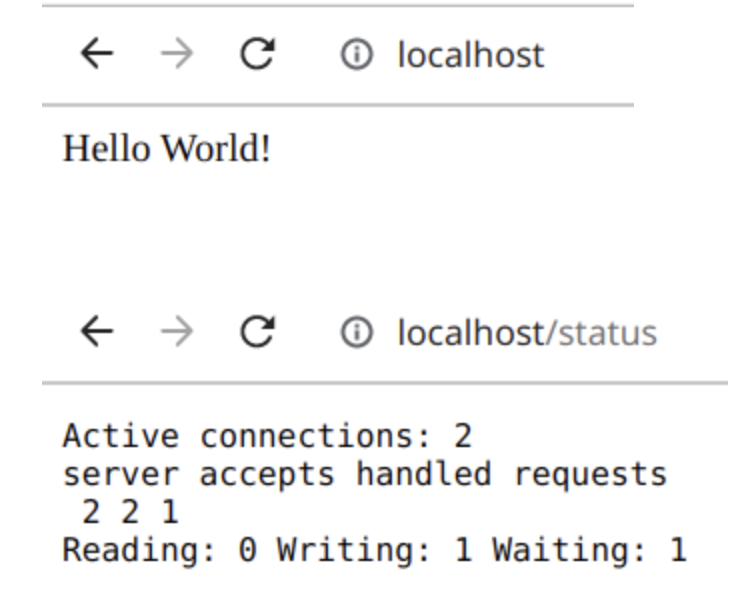 localhost
Hello World!
localhost/status
Active connections: 2
server accepts handled requests
 2 2 1
Reading: 0 Writing: 1 Waiting: 1